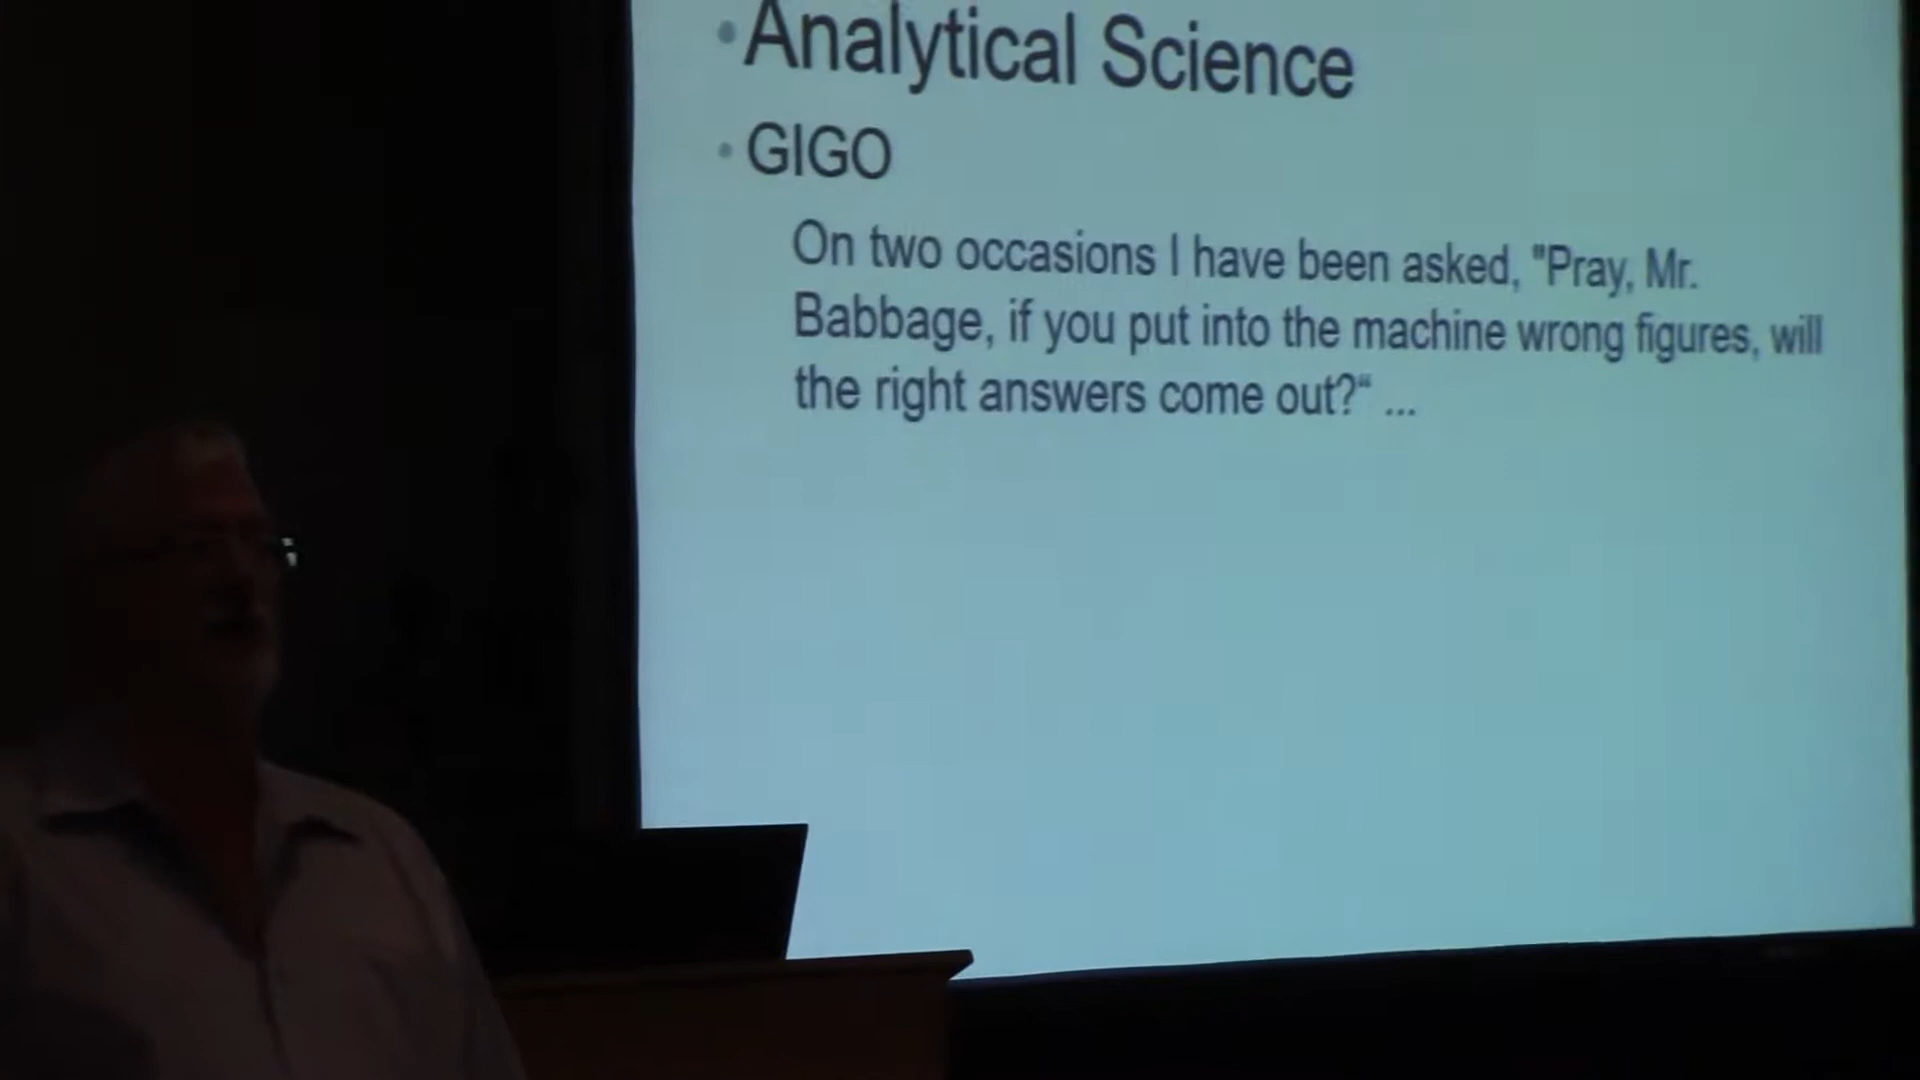 •Analytical Science
• GIGO
On two occasions I have been asked, "Pray, Mr.
Babbage, if you put into the machine wrong figures, will
the right answers come out?“ ...